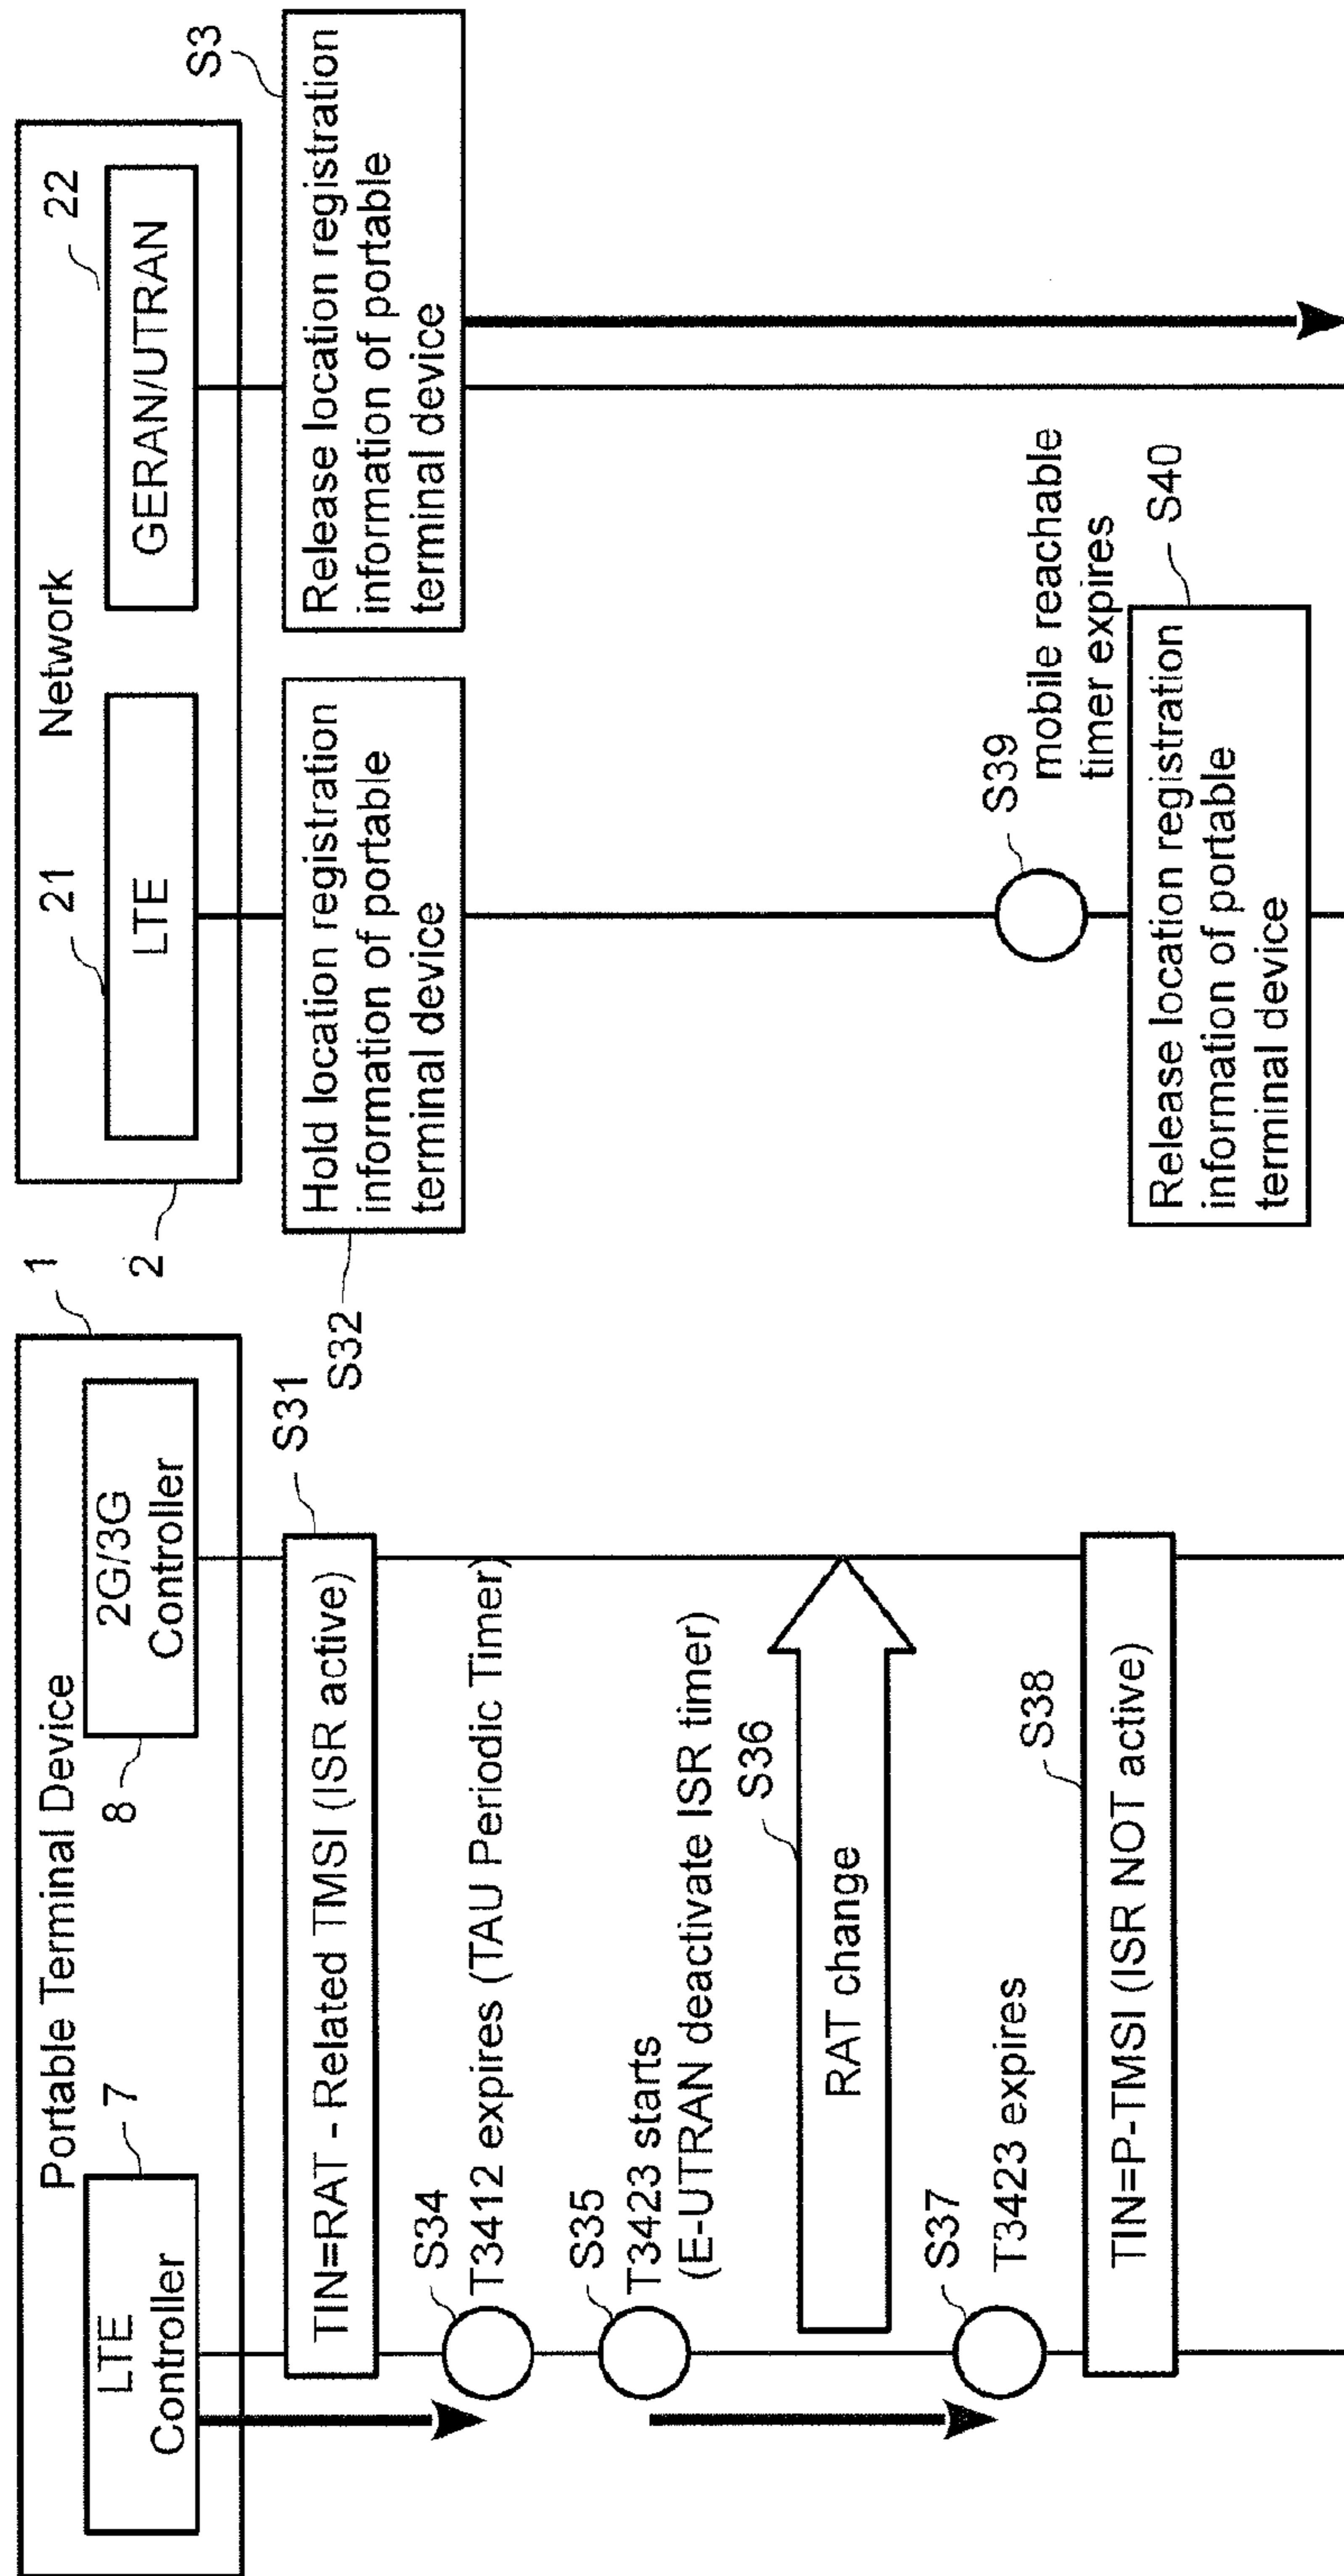 Portable Terminal Device
1
LTE
Controller
7
2G/3G
Controller
8
Network
2
LTE
21
GERAN/UTRAN
22
TIN=RAT - Related TMSI (ISR active)
S31
Hold location registration
information of portable
terminal device
S32
Release location registration
information of portable
terminal device
S3
S34
T3412 expires (TAU Periodic Timer)
S35
T3423 starts
(E-UTRAN deactivate ISR timer)
RAT change
S36
S37
T3423 expires
TIN=P-TMSI (ISR NOT active)
S38
S39
mobile reachable
timer expires
Release location registration
information of portable
terminal device
S40